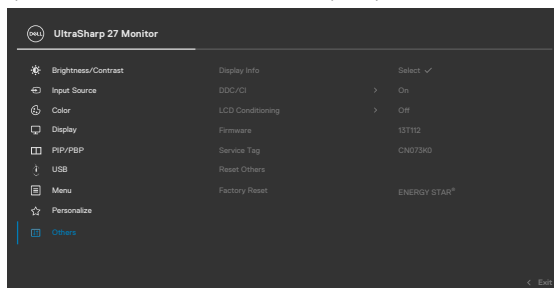 DELL UltraSharp 27 Monitor
Brightness/Contrast Display Info Select ✓
Input Source DDC/CI > On
Color LCD Conditioning > Off
Display Firmware 13T112
PIP/PBP Service Tag CN073K0
USB Reset Others
Menu Factory Reset ENERGY STAR®
Personalize
Others
< Exit